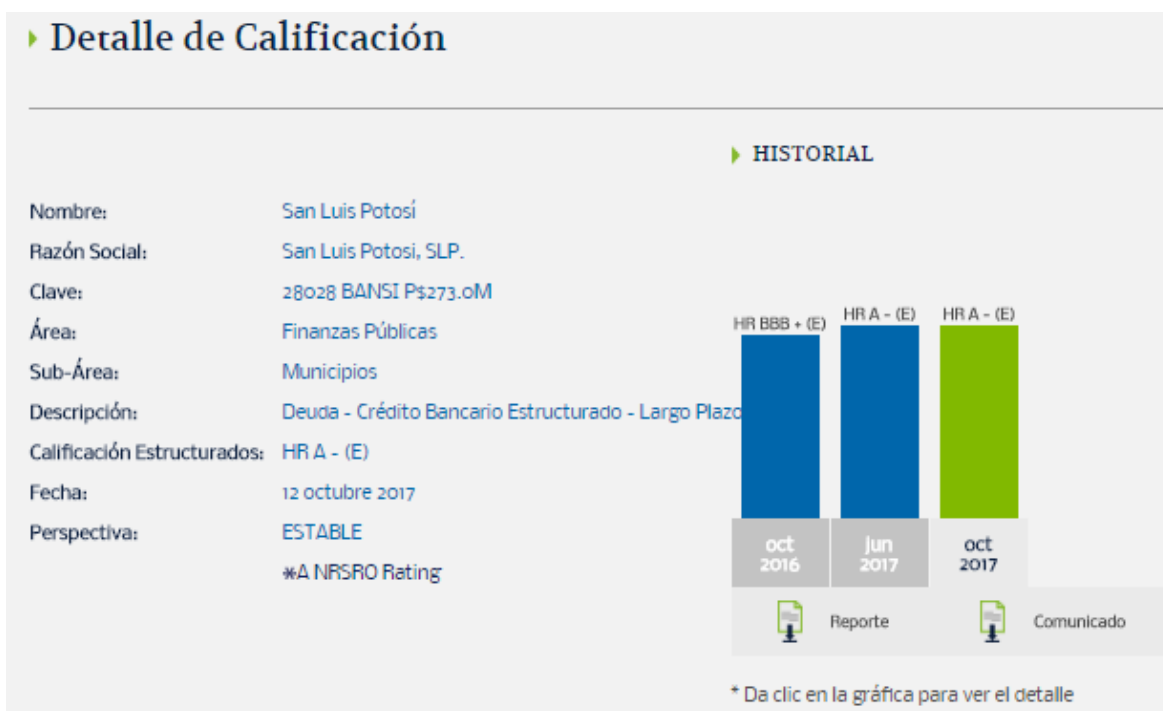 Detalle de Calificación
HISTORIAL
Nombre: San Luis Potosí
Razón Social: San Luis Potosi, SLP.
Clave: 28028 BANSI P$273.0M
Área: Finanzas Públicas
Sub-Área: Municipios
Descripción: Deuda - Crédito Bancario Estructurado - Largo Plazo
Calificación Estructurados: HR A - (E)
Fecha: 12 octubre 2017
Perspectiva: ESTABLE
*A NRSRO Rating
HR BBB + (E) HR A - (E) HR A - (E)
oct jun oct
2016 2017 2017
Reporte Comunicado
* Da clic en la gráfica para ver el detalle